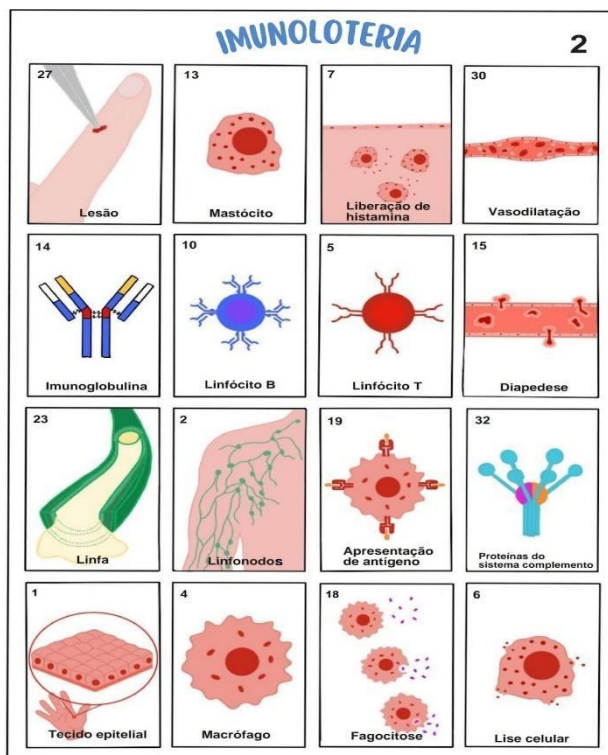 IMUNOLOTERIA
2
27
Lesão
13
Mastócito
7
Liberação de
histamina
30
Vasodilatação
14
Imunoglobulina
10
Linfócito B
5
Linfócito T
15
Diapedese
23
Linfa
2
Linfonodos
19
Apresentação
de antígeno
32
Proteínas do
sistema complemento
1
Tecido epitelial
4
Macrófago
18
Fagocitose
6
Lise celular